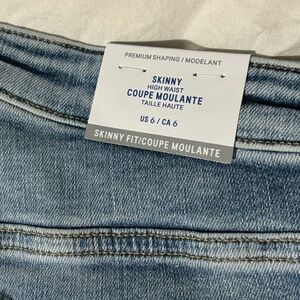 PREMIUM SHAPING / MODELANT
SKINNY
HIGH WAIST
COUPE MOULANTE
TAILLE HAUTE
US 6 / CA 6
SKINNY FIT/COUPE MOULANTE